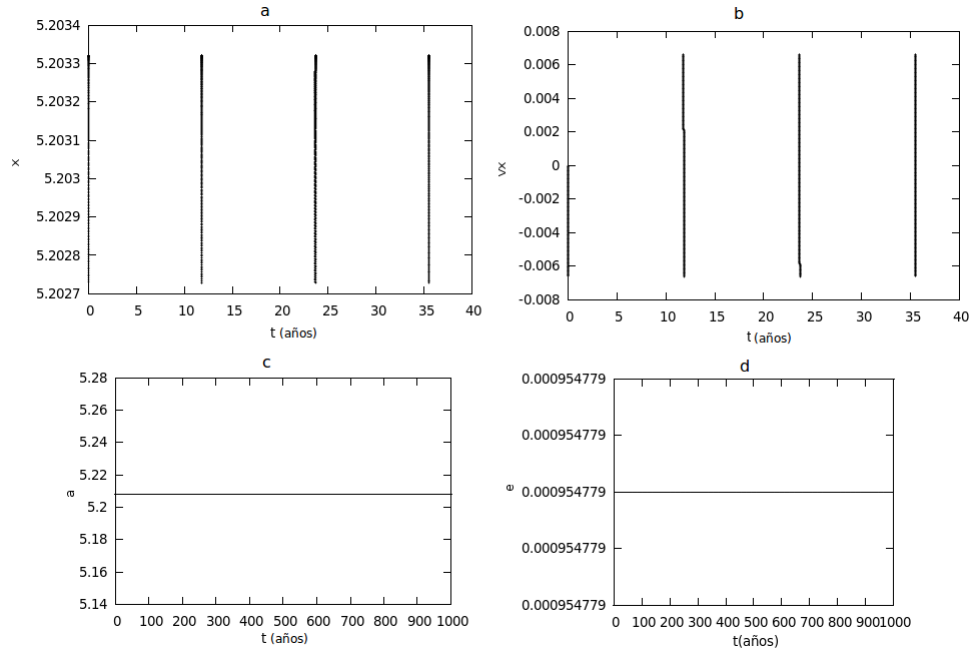 a
5.2034
5.2033
5.2032
5.2031
5.203
5.2029
5.2028
5.2027
x
0 5 10 15 20 25 30 35 40
t (años)
b
0.008
0.006
0.004
0.002
0
-0.002
-0.004
-0.006
-0.008
vx
0 5 10 15 20 25 30 35 40
t (años)
c
5.28
5.26
5.24
5.22
5.2
5.18
5.16
5.14
a
0 100 200 300 400 500 600 700 800 900 1000
t (años)
d
0.000954779
0.000954779
0.000954779
0.000954779
0.000954779
e
0 100 200 300 400 500 600 700 800 9001000
t(años)